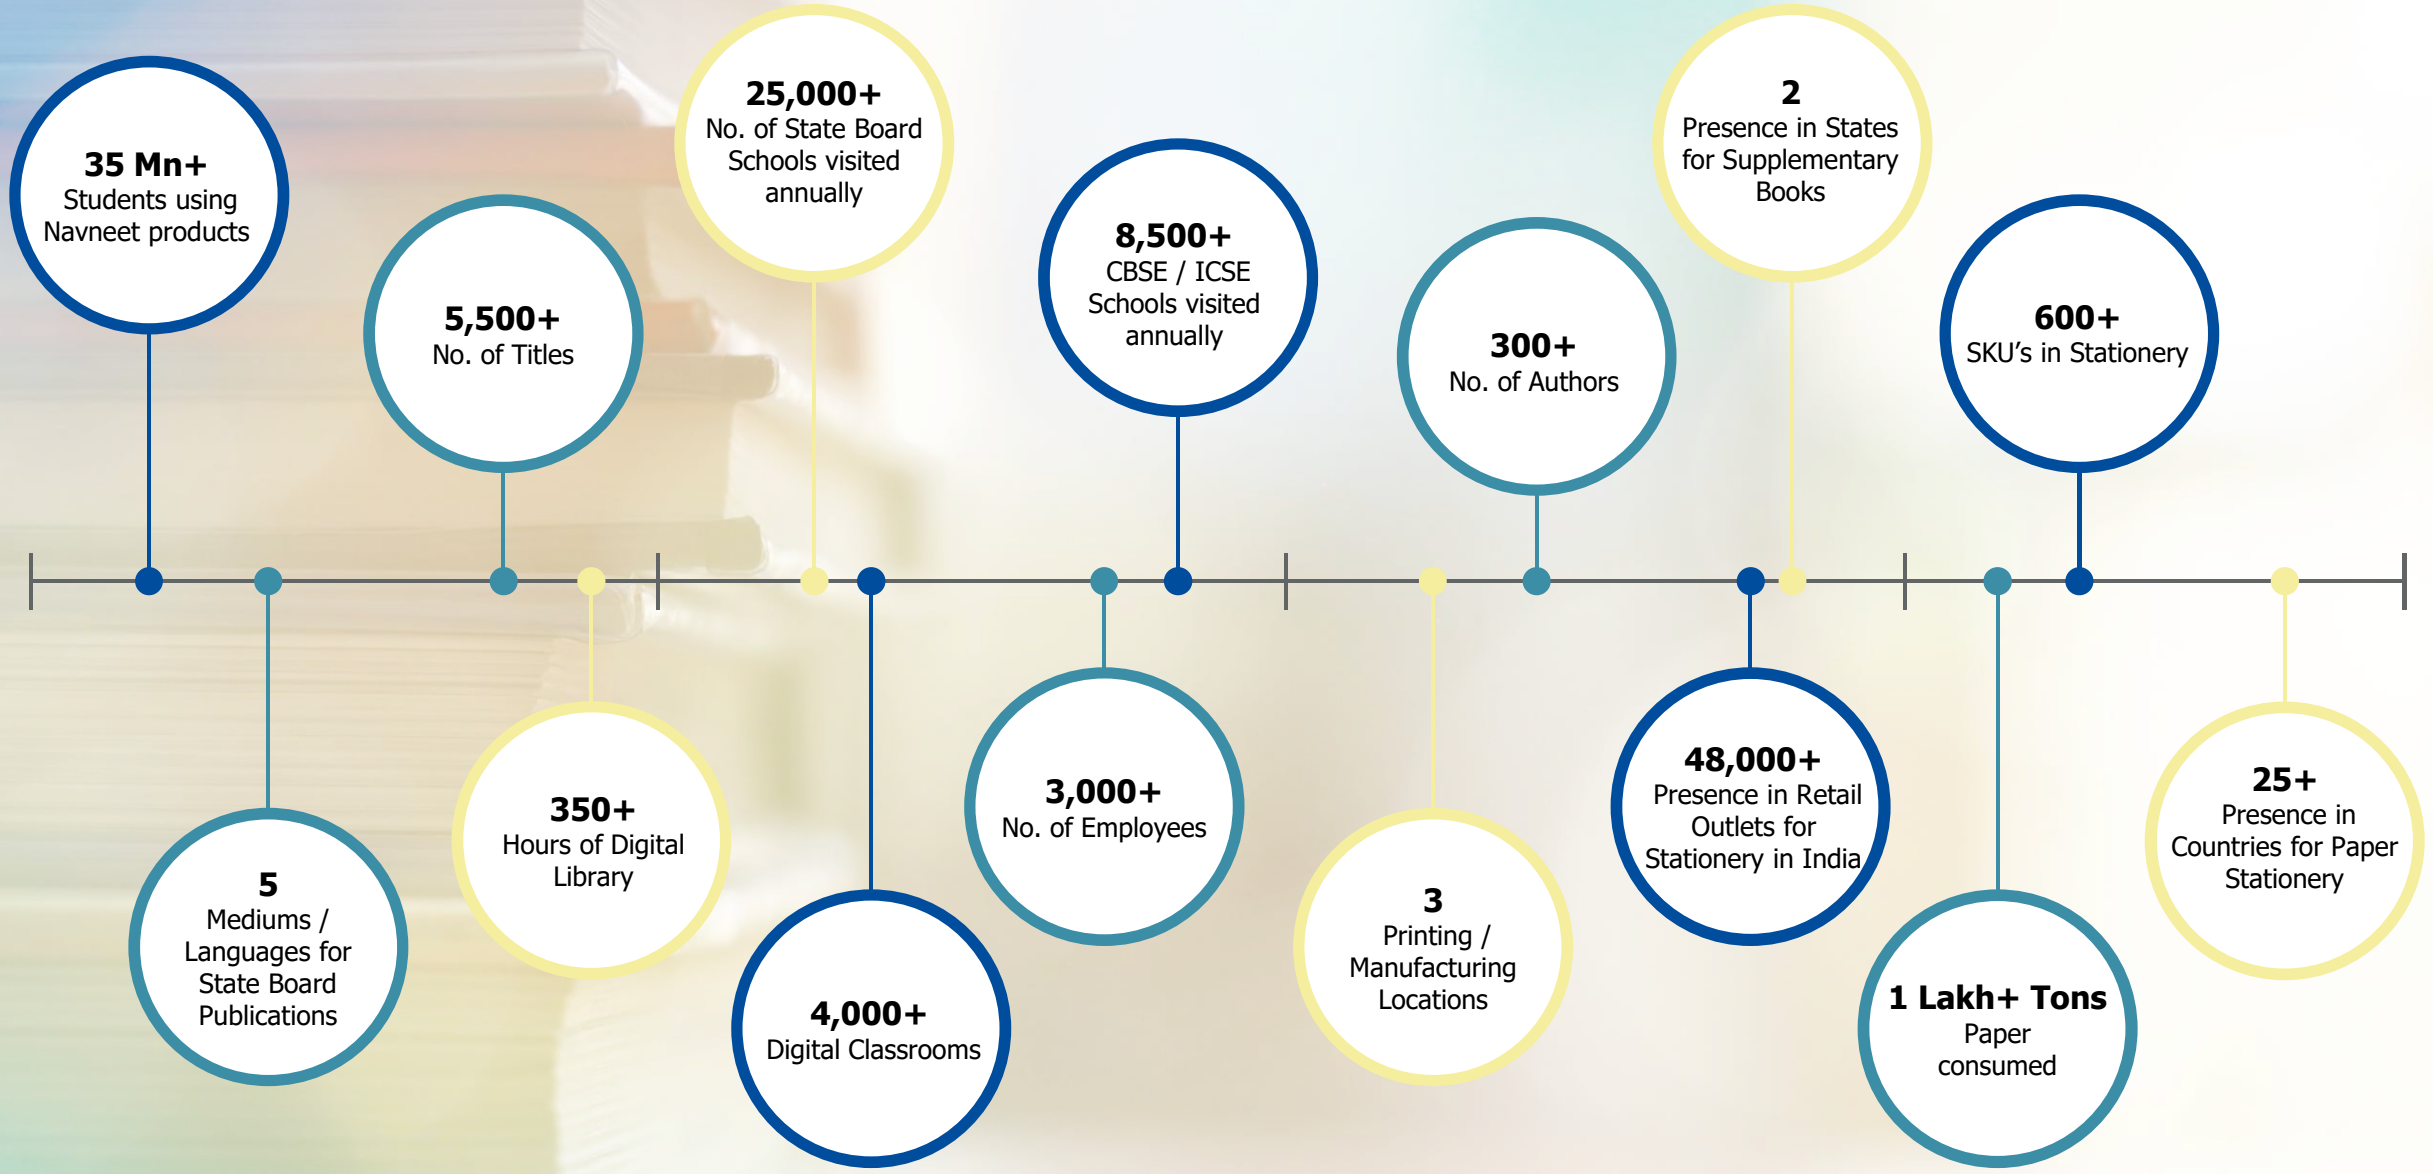 35 Mn+
Students using
Navneet products
5,500+
No. of Titles
25,000+
No. of State Board
Schools visited
annually
8,500+
CBSE / ICSE
Schools visited
annually
300+
No. of Authors
2
Presence in States
for Supplementary
Books
600+
SKU’s in Stationery
5
Mediums /
Languages for
State Board
Publications
350+
Hours of Digital
Library
4,000+
Digital Classrooms
3,000+
No. of Employees
3
Printing /
Manufacturing
Locations
48,000+
Presence in Retail
Outlets for
Stationery in India
1 Lakh+ Tons
Paper
consumed
25+
Presence in
Countries for Paper
Stationery